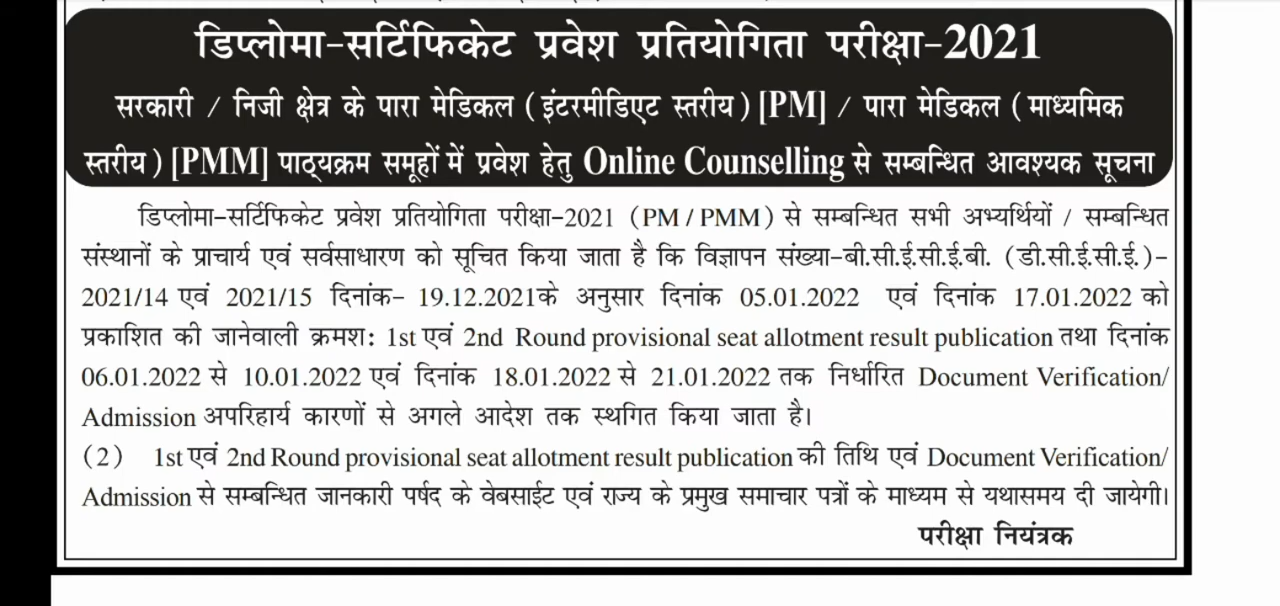 डिप्लोमा-सर्टिफिकेट प्रवेश प्रतियोगिता परीक्षा-2021
सरकारी / निजी क्षेत्र के पारा मेडिकल (इंटरमीडिएट स्तरीय) [PM] / पारा मेडिकल (माध्यमिक
स्तरीय) [PMM] पाठ्यक्रम समूहों में प्रवेश हेतु Online Counselling से सम्बन्धित आवश्यक सूचना
डिप्लोमा-सर्टिफिकेट प्रवेश प्रतियोगिता परीक्षा-2021 (PM / PMM) से सम्बन्धित सभी अभ्यर्थियों / सम्बन्धित
संस्थानों के प्राचार्य एवं सर्वसाधारण को सूचित किया जाता है कि विज्ञापन संख्या-बी.सी.ई.सी.ई.बी. (डी.सी.ई.सी.ई.)-
2021/14 एवं 2021/15 दिनांक- 19.12.2021के अनुसार दिनांक 05.01.2022 एवं दिनांक 17.01.2022 को
प्रकाशित की जानेवाली क्रमश: 1st एवं 2nd Round provisional seat allotment result publication तथा दिनांक
06.01.2022 से 10.01.2022 एवं दिनांक 18.01.2022 से 21.01.2022 तक निर्धारित Document Verification/
Admission अपरिहार्य कारणों से अगले आदेश तक स्थगित किया जाता है।
(2) 1st एवं 2nd Round provisional seat allotment result publication की तिथि एवं Document Verification/
Admission से सम्बन्धित जानकारी पर्षद के वेबसाईट एवं राज्य के प्रमुख समाचार पत्रों के माध्यम से यथासमय दी जायेगी।
परीक्षा नियंत्रक